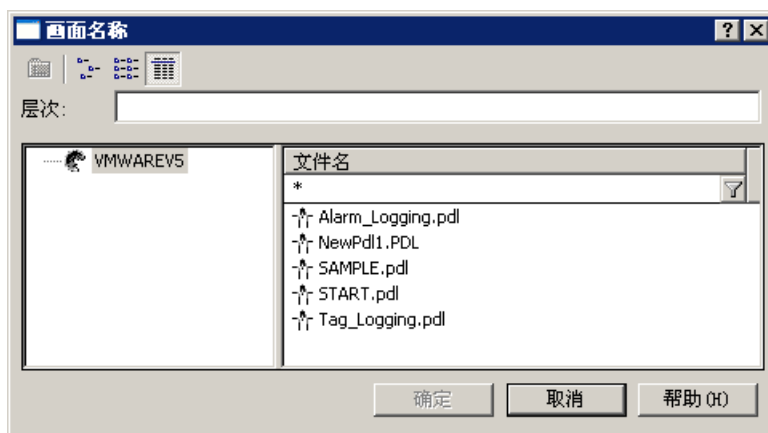 画面名称
层次:
VMWAREV5
文件名
*
Alarm_Logging.pdl
NewPdl1.PDL
SAMPLE.pdl
START.pdl
Tag_Logging.pdl
确定 取消 帮助(H)